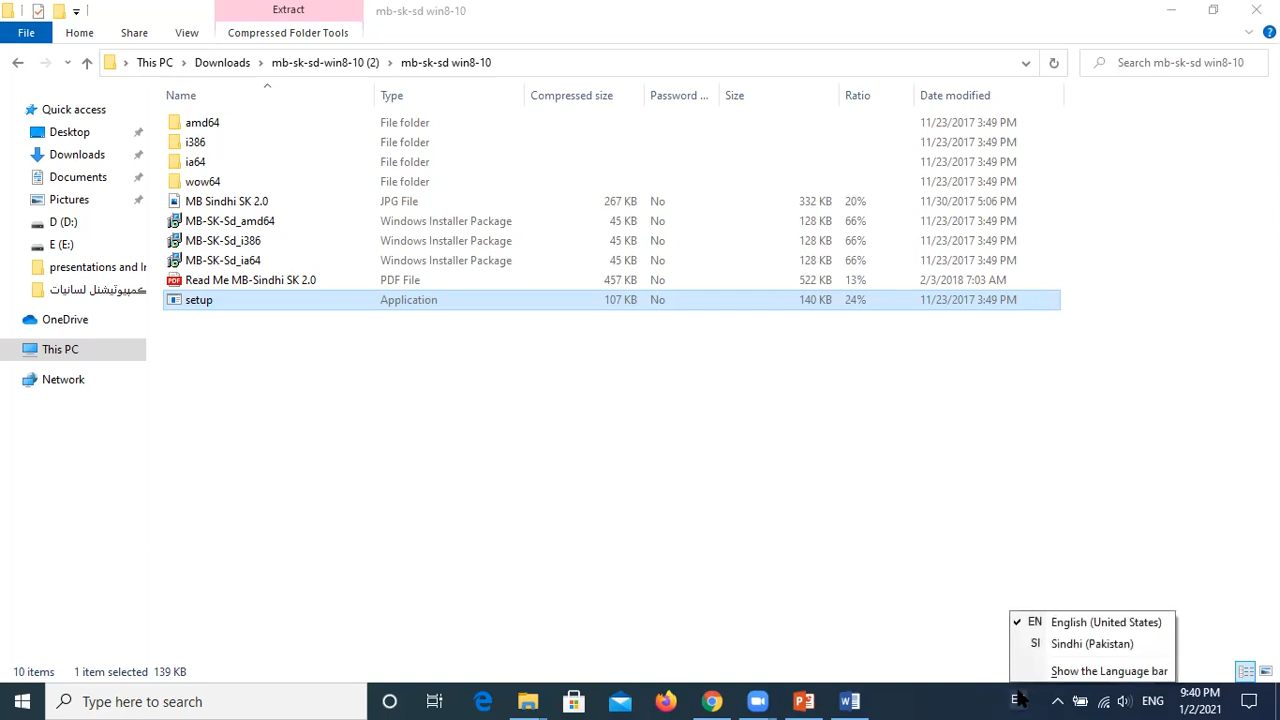 Extract
mb-sk-sd win8-10
File
Home
Share
View
Compressed Folder Tools
This PC
Downloads
mb-sk-sd-win8-10 (2)
mb-sk-sd win8-10
Search mb-sk-sd win8-10
Name
Type
Compressed size
Password ...
Size
Ratio
Date modified
Quick access
Desktop
Downloads
Documents
Pictures
D (D:)
E (E:)
presentations and Ir
ڪمپيوٽيشنل لسانيات
OneDrive
This PC
Network
amd64 File folder 11/23/2017 3:49 PM
i386 File folder 11/23/2017 3:49 PM
ia64 File folder 11/23/2017 3:49 PM
wow64 File folder 11/23/2017 3:49 PM
MB Sindhi SK 2.0 JPG File 267 KB No 332 KB 20% 11/30/2017 5:06 PM
MB-SK-Sd_amd64 Windows Installer Package 45 KB No 128 KB 66% 11/23/2017 3:49 PM
MB-SK-Sd_i386 Windows Installer Package 45 KB No 128 KB 66% 11/23/2017 3:49 PM
MB-SK-Sd_ia64 Windows Installer Package 45 KB No 128 KB 66% 11/23/2017 3:49 PM
Read Me MB-Sindhi SK 2.0 PDF File 457 KB No 522 KB 13% 2/3/2018 7:03 AM
setup Application 107 KB No 140 KB 24% 11/23/2017 3:49 PM
EN English (United States)
SI Sindhi (Pakistan)
Show the Language bar
10 items 1 item selected 139 KB
Type here to search
ENG
9:40 PM
1/2/2021